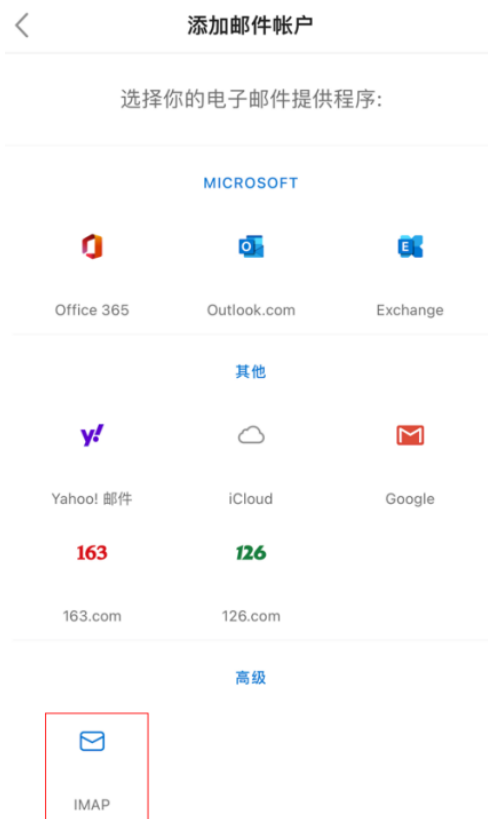 添加邮件帐户
选择你的电子邮件提供程序:
MICROSOFT
Office 365 Outlook.com Exchange
其他
Yahoo! 邮件 iCloud Google
163 126
163.com 126.com
高级
IMAP